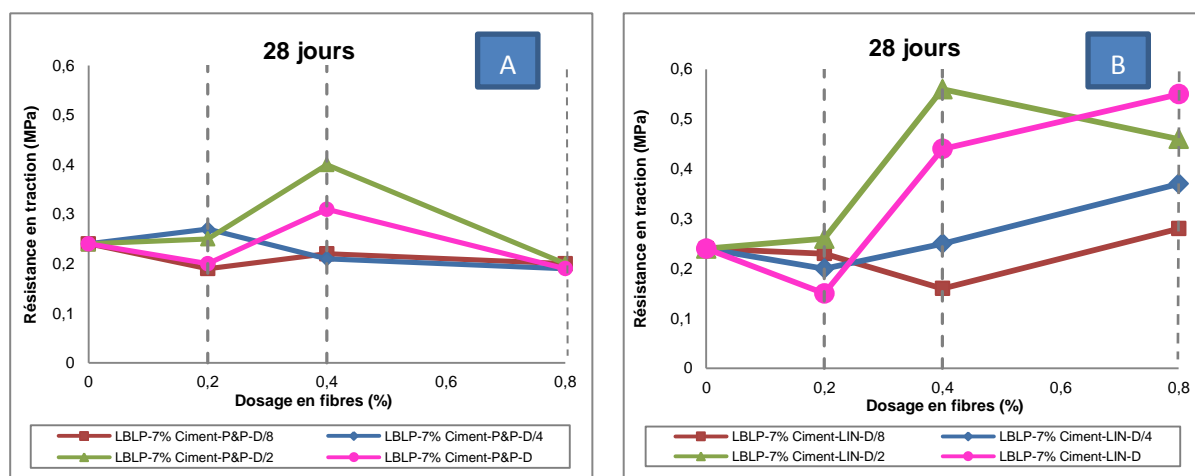 28 jours
A
Résistance en traction (MPa)
0,6
0,5
0,4
0,3
0,2
0,1
0
0 0,2 0,4 0,6 0,8
Dosage en fibres (%)
LBLP-7% Ciment-P&P-D/8 LBLP-7% Ciment-P&P-D/4
LBLP-7% Ciment-P&P-D/2 LBLP-7% Ciment-P&P-D
28 jours
B
Résistance en traction (MPa)
0,6
0,5
0,4
0,3
0,2
0,1
0
0 0,2 0,4 0,6 0,8
Dosage en fibres (%)
LBLP-7% Ciment-LIN-D/8 LBLP-7% Ciment-LIN-D/4
LBLP-7% Ciment-LIN-D/2 LBLP-7% Ciment-LIN-D